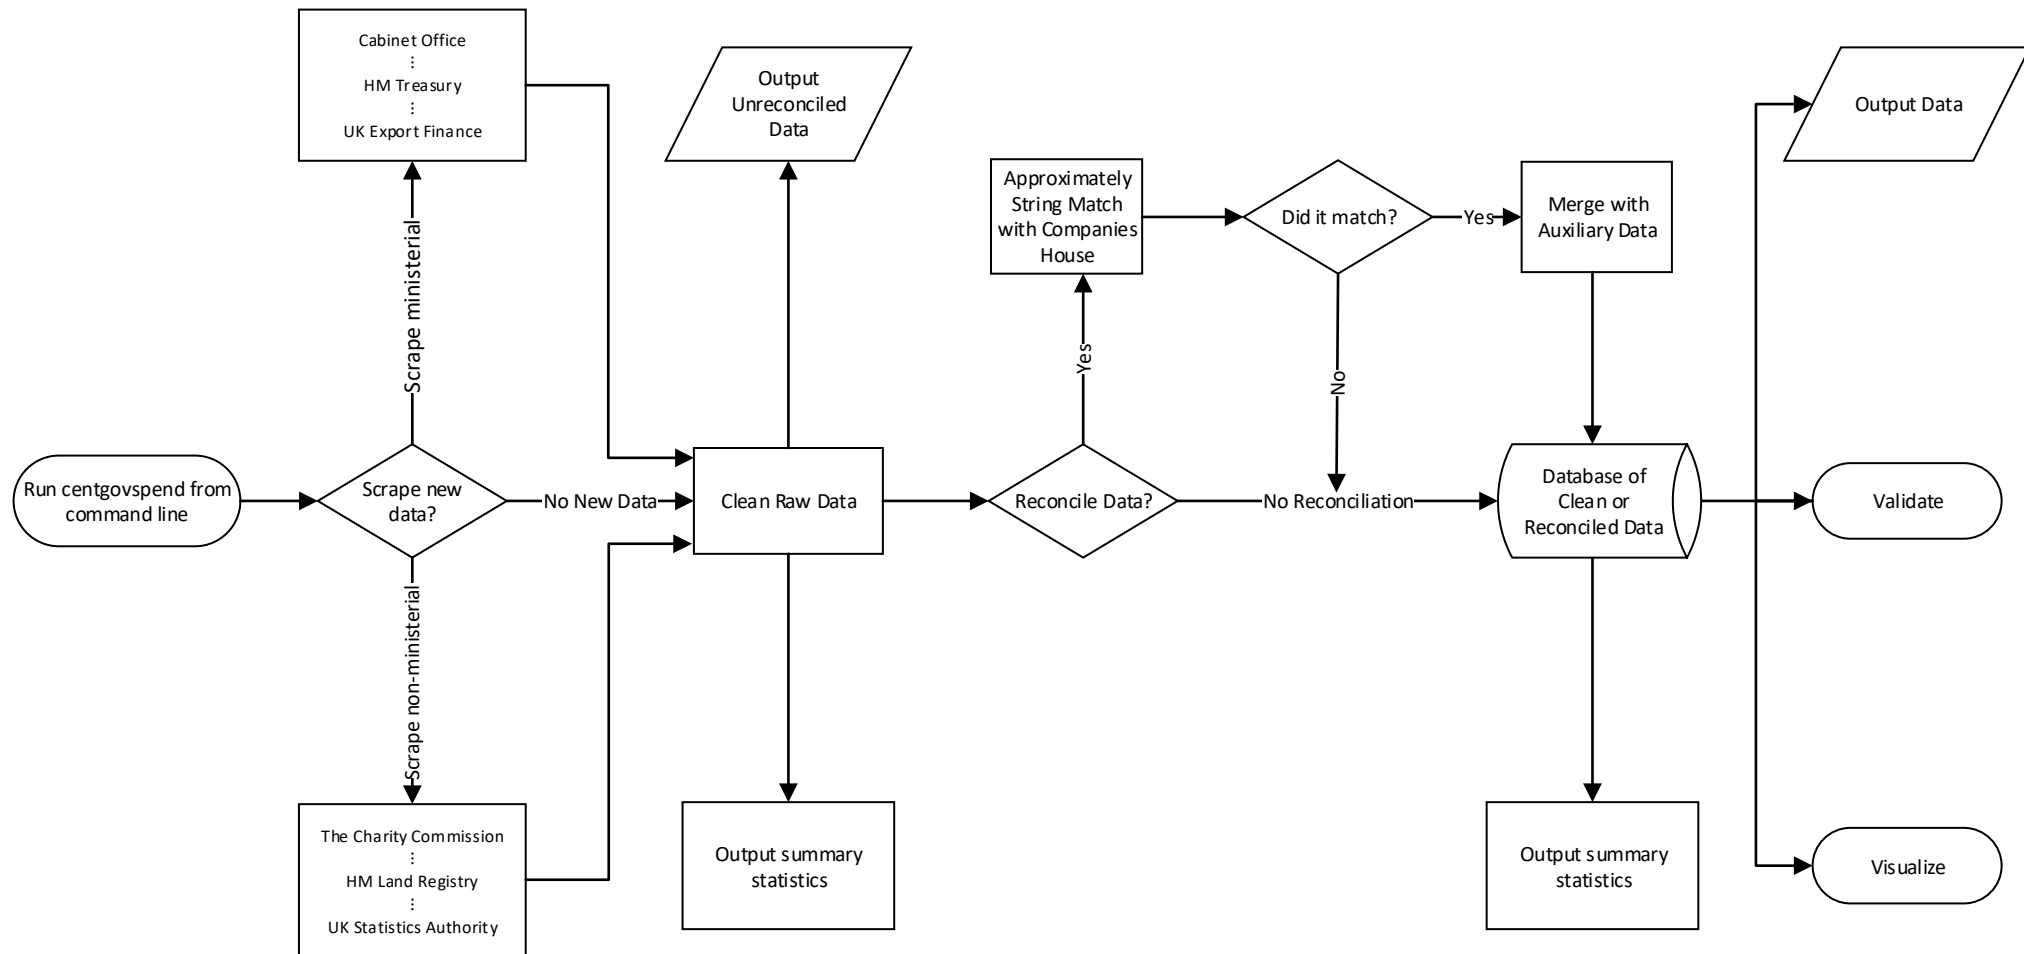 Cabinet Office
⋮
HM Treasury
⋮
UK Export Finance
Output
Unreconciled
Data
Output Data
Approximately
String Match
with Companies
House
Did it match?
Yes
Merge with
Auxiliary Data
Scrape ministerial
Yes
No
Run centgovspend from
command line
Scrape new
data?
No New Data
Clean Raw Data
Reconcile Data?
No Reconciliation
Database of
Clean or
Reconciled Data
Validate
Scrape non-ministerial
The Charity Commission
⋮
HM Land Registry
⋮
UK Statistics Authority
Output summary
statistics
Output summary
statistics
Visualize